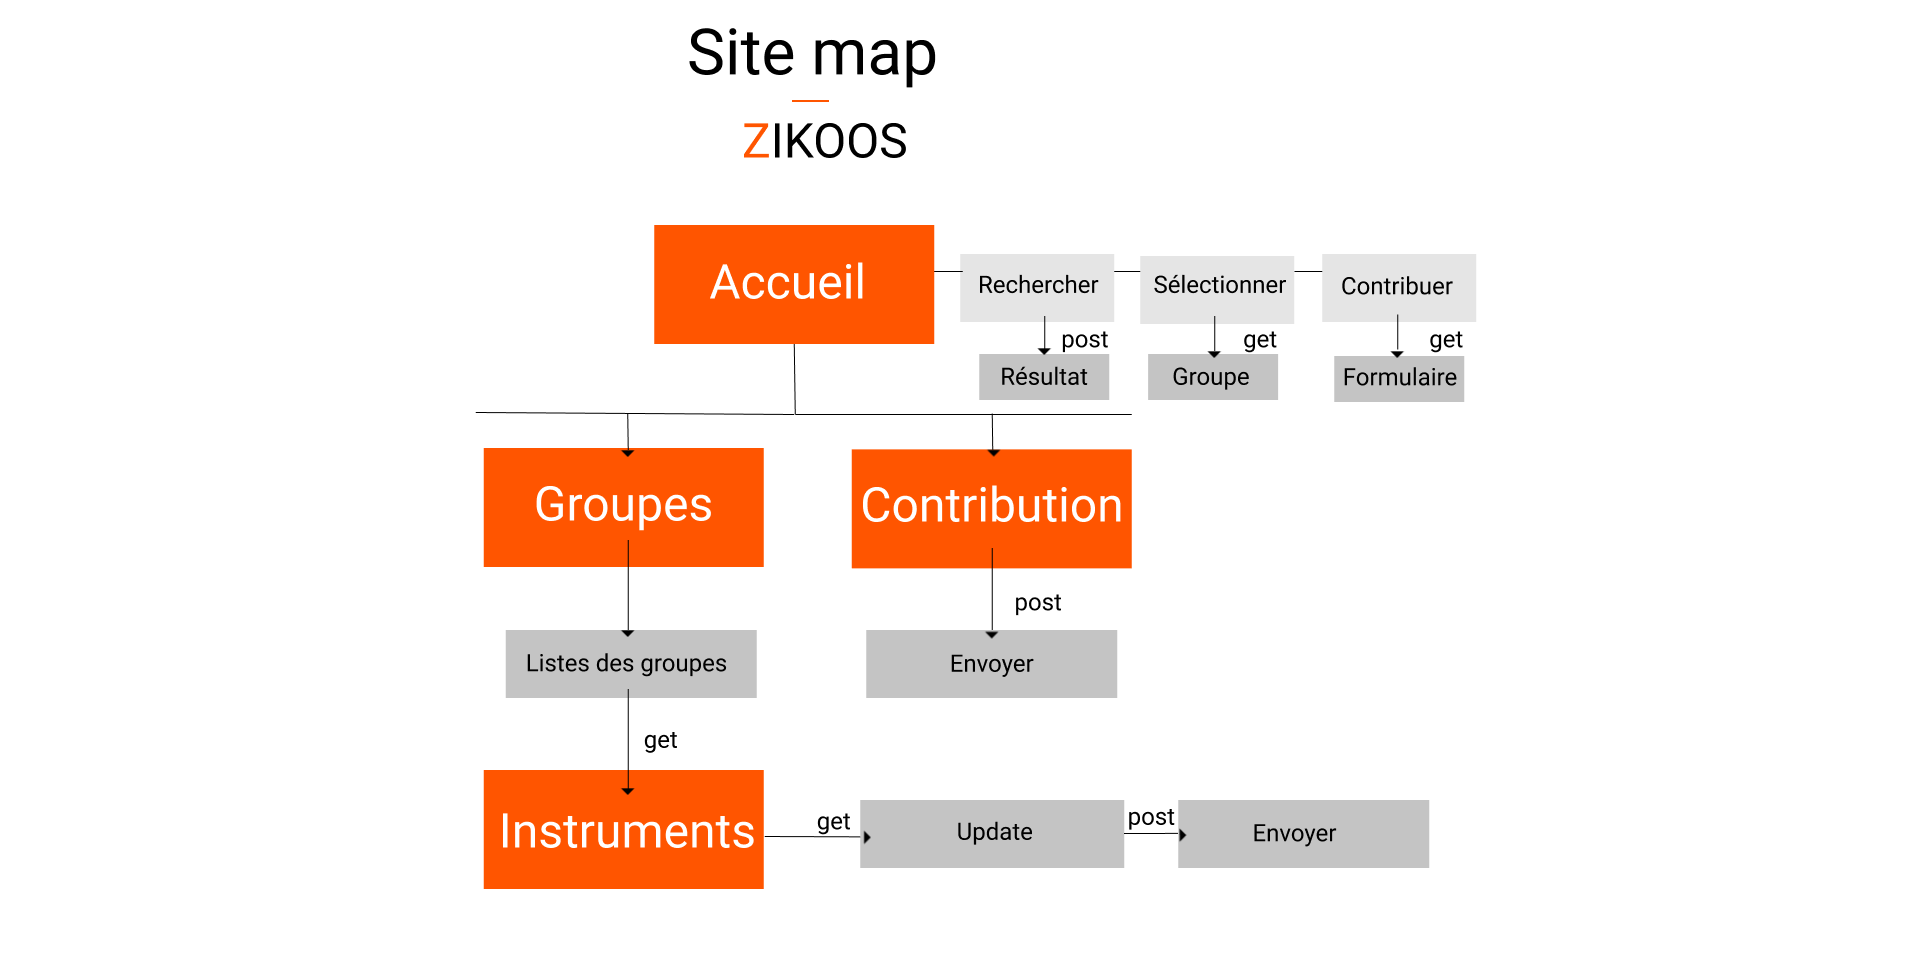 Site map
ZIKOOS
Accueil
Rechercher
Sélectionner
Contribuer
post
get
get
Résultat
Groupe
Formulaire
Groupes
Contribution
post
Listes des groupes
Envoyer
get
Instruments
get
Update
post
Envoyer